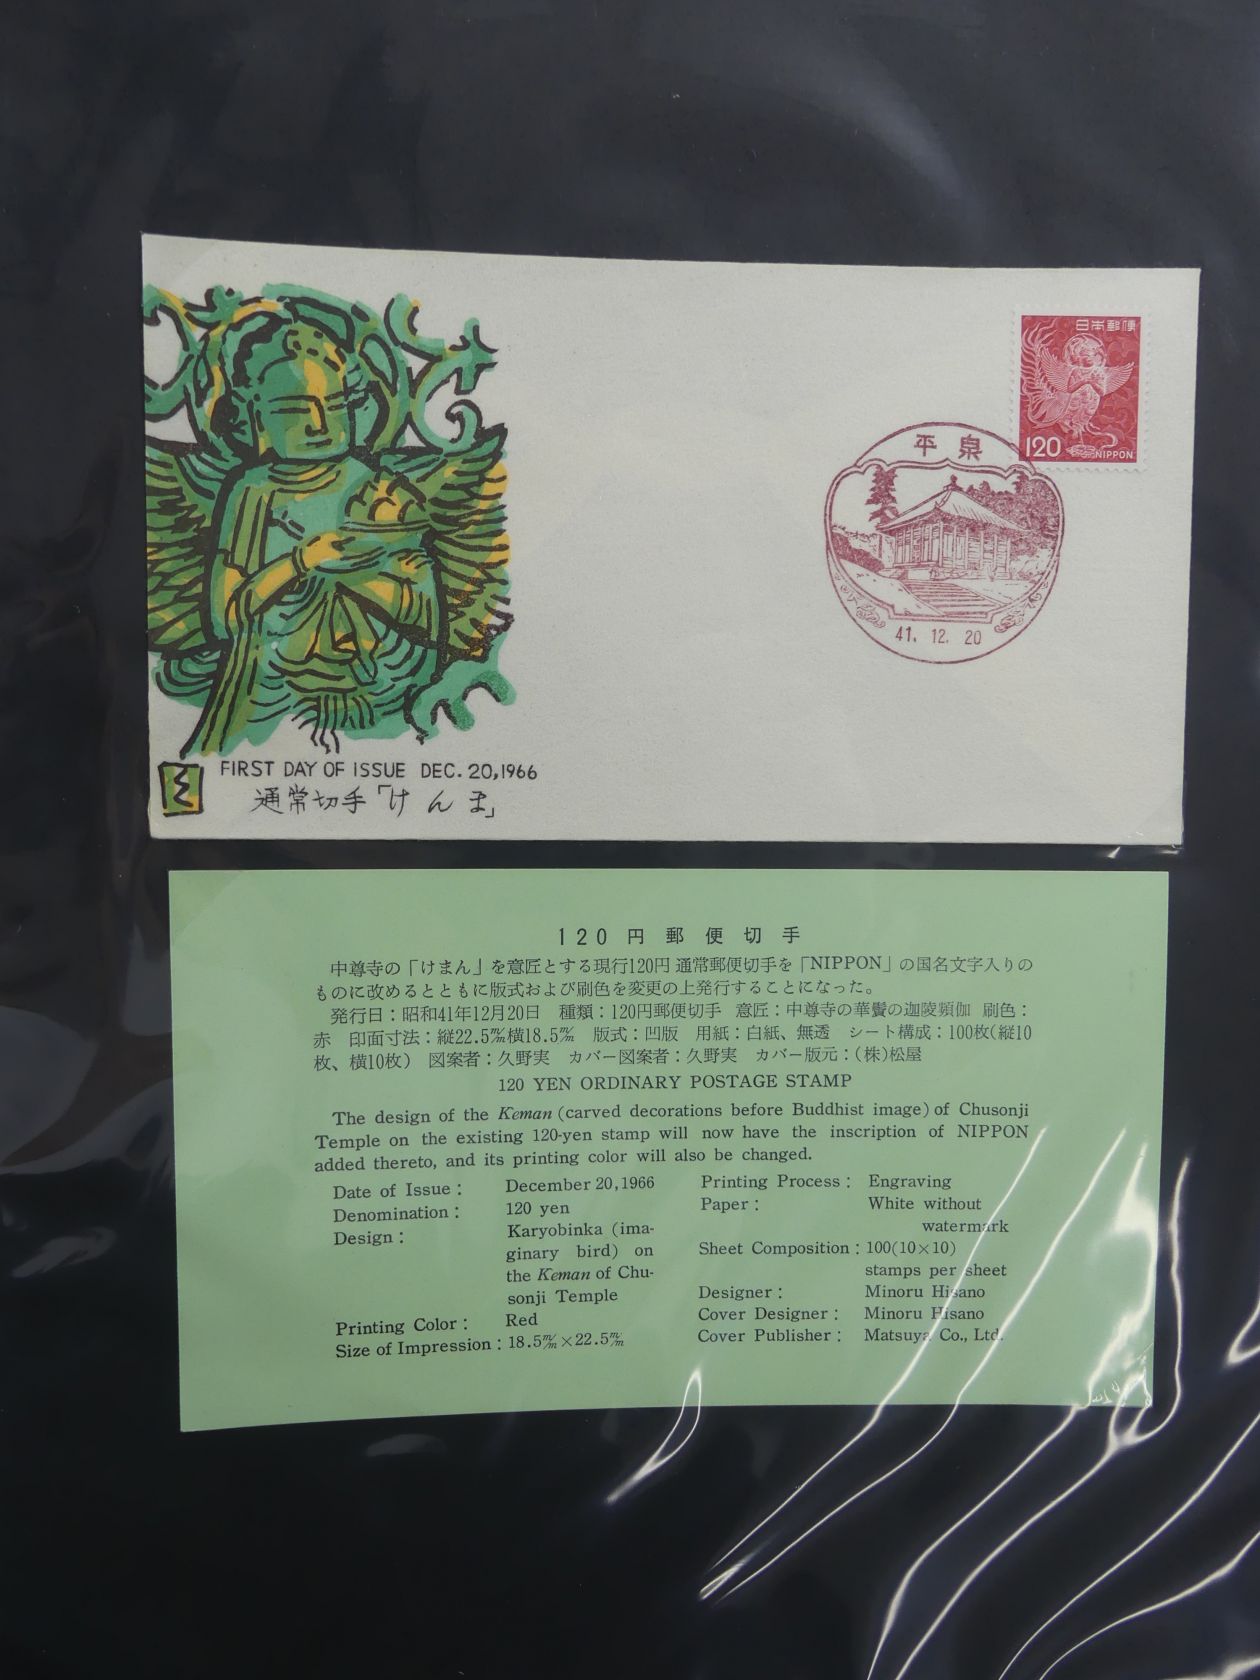 日本郵便
120
NIPPON
平泉
41. 12. 20
FIRST DAY OF ISSUE DEC. 20, 1966
通常切手「けんま」
120 円 郵 便 切 手
中尊寺の「けまん」を意匠とする現行120円通常郵便切手を「NIPPON」の国名文字入りの
ものに改めるとともに版式および刷色を変更の上発行することになった。
発行日：昭和41年12月20日 種類：120円郵便切手 意匠：中尊寺の華鬘の迦陵頻伽 刷色：
赤 印面寸法：縦22.5㎜横18.5㎜ 版式：凹版 用紙：白紙、無透 シート構成：100枚(縦10
枚、横10枚) 図案者：久野実 カバー図案者：久野実 カバー版元：(株)松屋
120 YEN ORDINARY POSTAGE STAMP
The design of the Keman (carved decorations before Buddhist image) of Chusonji
Temple on the existing 120-yen stamp will now have the inscription of NIPPON
added thereto, and its printing color will also be changed.
Date of Issue : December 20, 1966
Denomination : 120 yen
Design : Karyobinka (ima-
ginary bird) on
the Keman of Chu-
sonji Temple
Printing Color : Red
Size of Impression : 18.5㎜×22.5㎜
Printing Process : Engraving
Paper : White without
watermark
Sheet Composition : 100(10×10)
stamps per sheet
Designer : Minoru Hisano
Cover Designer : Minoru Hisano
Cover Publisher : Matsuya Co., Ltd.